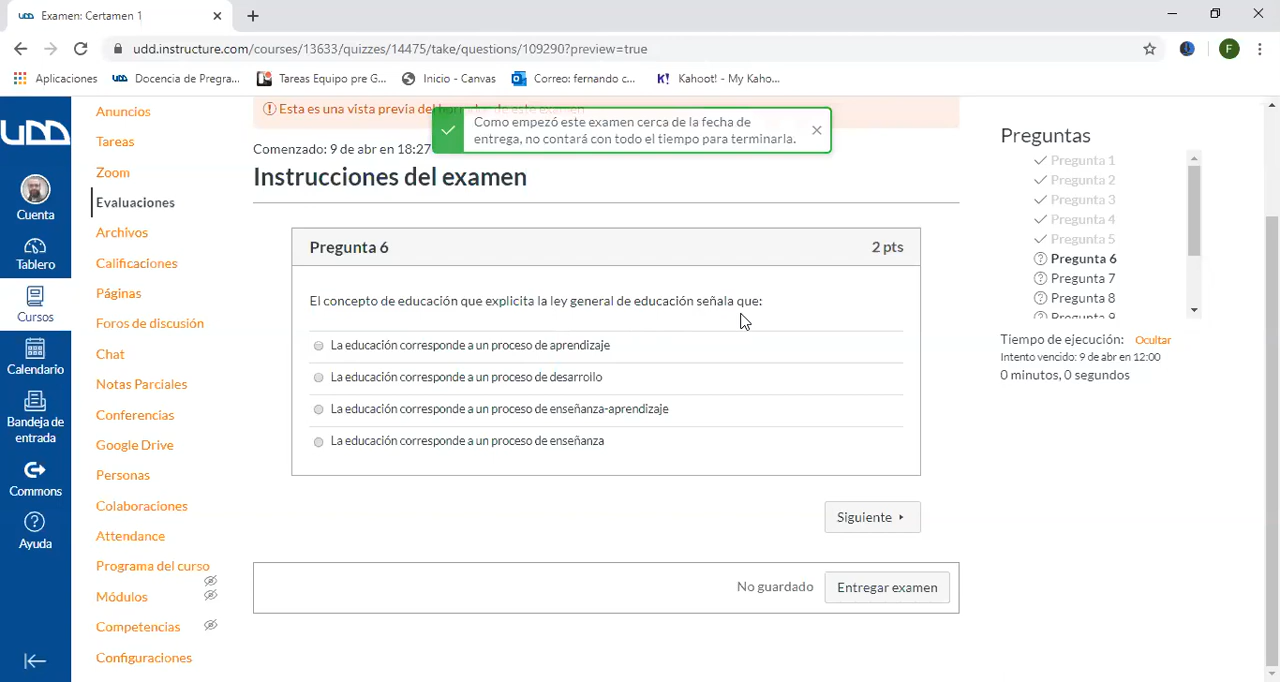 Examen: Certamen 1
udd.instructure.com/courses/13633/quizzes/14475/take/questions/109290?preview=true
F
Aplicaciones
Docencia de Pregra...
Tareas Equipo pre G...
Inicio - Canvas
Correo: fernando c...
K! Kahoot! - My Kaho...
UDD
Cuenta
Tablero
Cursos
Calendario
Bandeja de
entrada
Commons
Ayuda
Anuncios
Tareas
Zoom
Evaluaciones
Archivos
Calificaciones
Páginas
Foros de discusión
Chat
Notas Parciales
Conferencias
Google Drive
Personas
Colaboraciones
Attendance
Programa del curso
Módulos
Competencias
Configuraciones
Esta es una vista previa del borrador de este examen
Como empezó este examen cerca de la fecha de
entrega, no contará con todo el tiempo para terminarla.
Comenzado: 9 de abr en 18:27
Instrucciones del examen
Pregunta 6 2 pts
El concepto de educación que explicita la ley general de educación señala que:
La educación corresponde a un proceso de aprendizaje
La educación corresponde a un proceso de desarrollo
La educación corresponde a un proceso de enseñanza-aprendizaje
La educación corresponde a un proceso de enseñanza
Siguiente
No guardado Entregar examen
Preguntas
Pregunta 1
Pregunta 2
Pregunta 3
Pregunta 4
Pregunta 5
Pregunta 6
Pregunta 7
Pregunta 8
Pregunta 9
Tiempo de ejecución: Ocultar
Intento vencido: 9 de abr en 12:00
0 minutos, 0 segundos